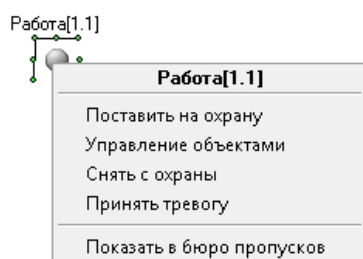 Работа[1.1]
Работа[1.1]
Поставить на охрану
Управление объектами
Снять с охраны
Принять тревогу
Показать в бюро пропусков